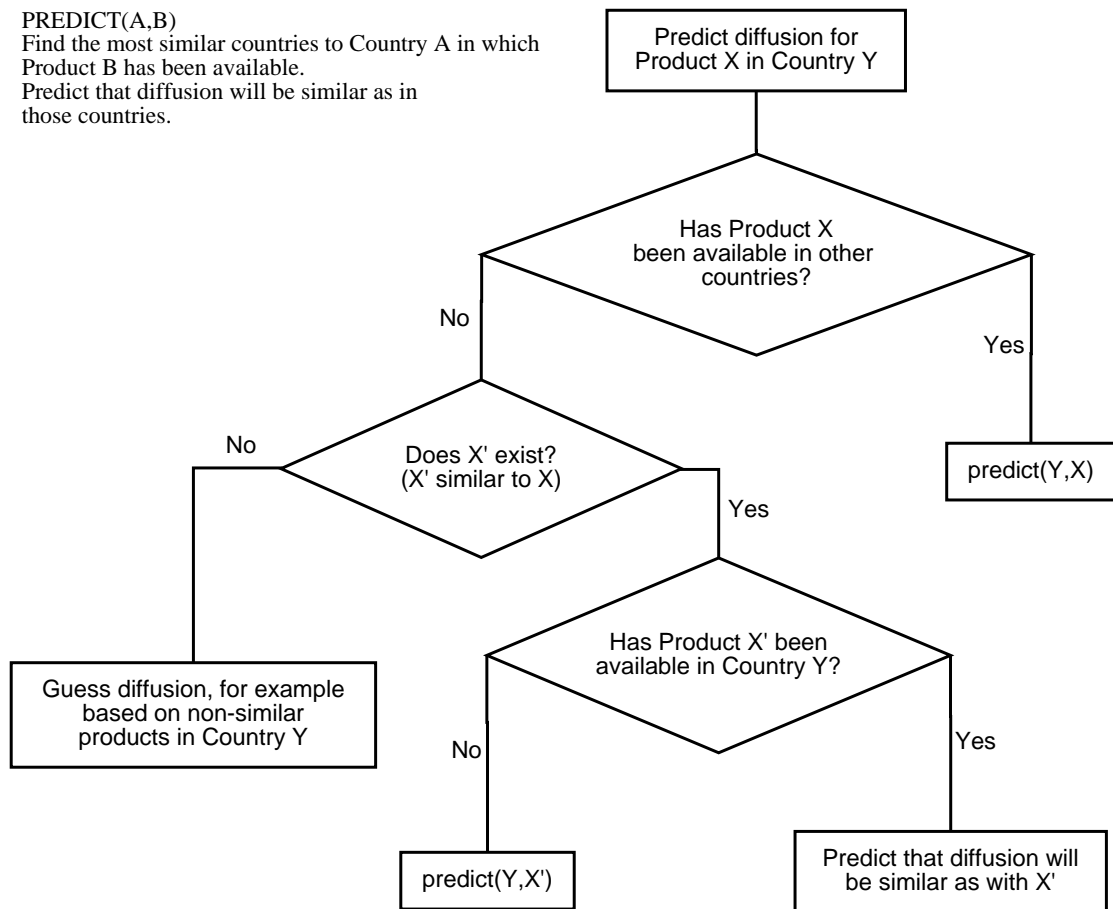 PREDICT(A,B)
Find the most similar countries to Country A in which
Product B has been available.
Predict that diffusion will be similar as in
those countries.
Predict diffusion for
Product X in Country Y
Has Product X
been available in other
countries?
No
Yes
Does X' exist?
(X' similar to X)
predict(Y,X)
No
Yes
Has Product X' been
available in Country Y?
Guess diffusion, for example
based on non-similar
products in Country Y
No
Yes
predict(Y,X')
Predict that diffusion will
be similar as with X'